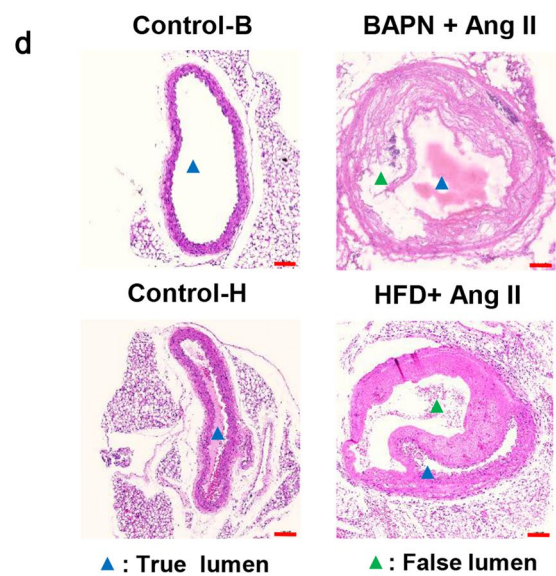 d
Control-B
BAPN + Ang II
Control-H
HFD+ Ang II
: True lumen
: False lumen